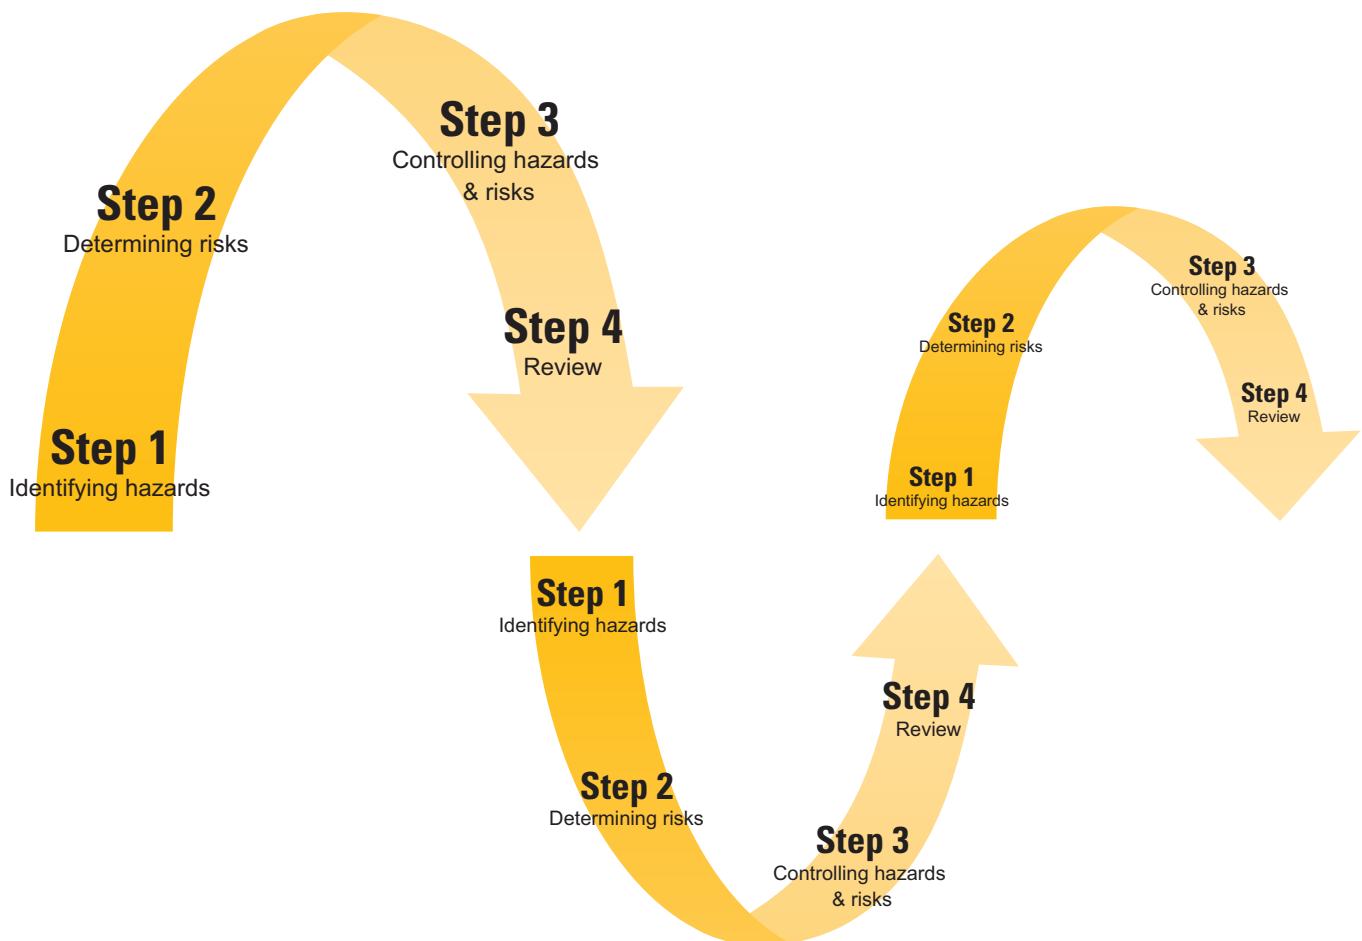 Step 1
Identifying hazards
Step 2
Determining risks
Step 3
Controlling hazards
& risks
Step 4
Review
Step 1
Identifying hazards
Step 2
Determining risks
Step 3
Controlling hazards
& risks
Step 4
Review
Step 1
Identifying hazards
Step 2
Determining risks
Step 3
Controlling hazards
& risks
Step 4
Review